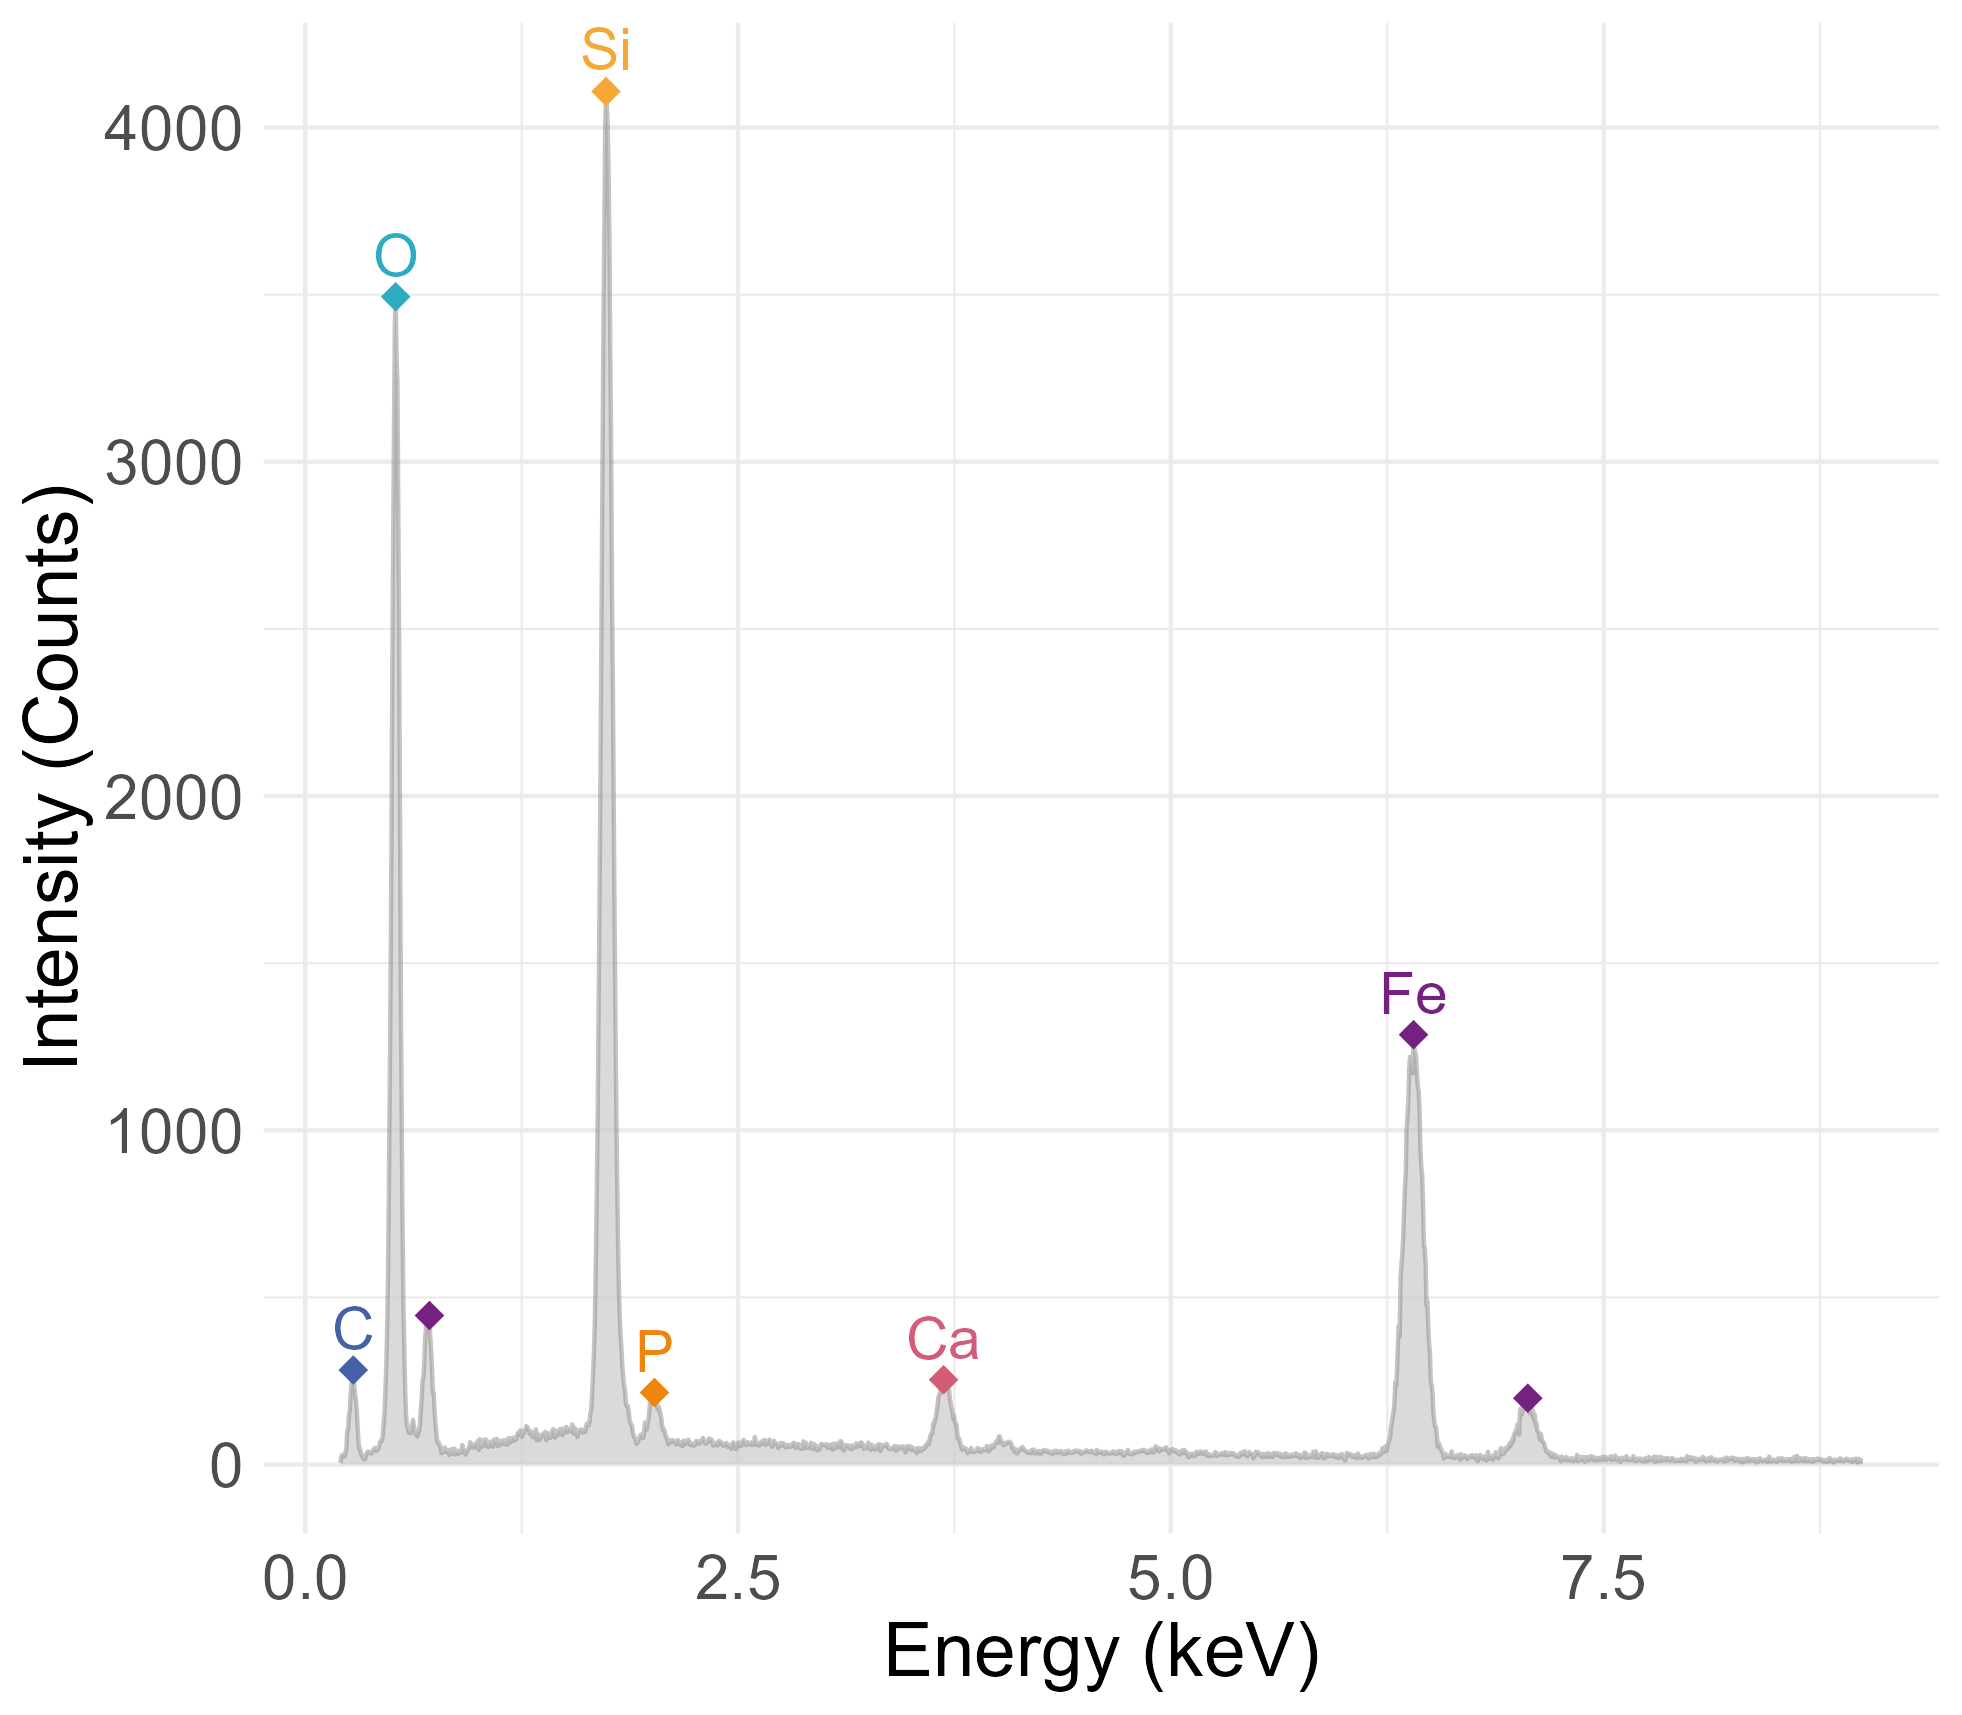 Si
4000
O
3000
2000
Fe
1000
C
P
Ca
0
0.0 2.5 5.0 7.5
Energy (keV)
Intensity (Counts)